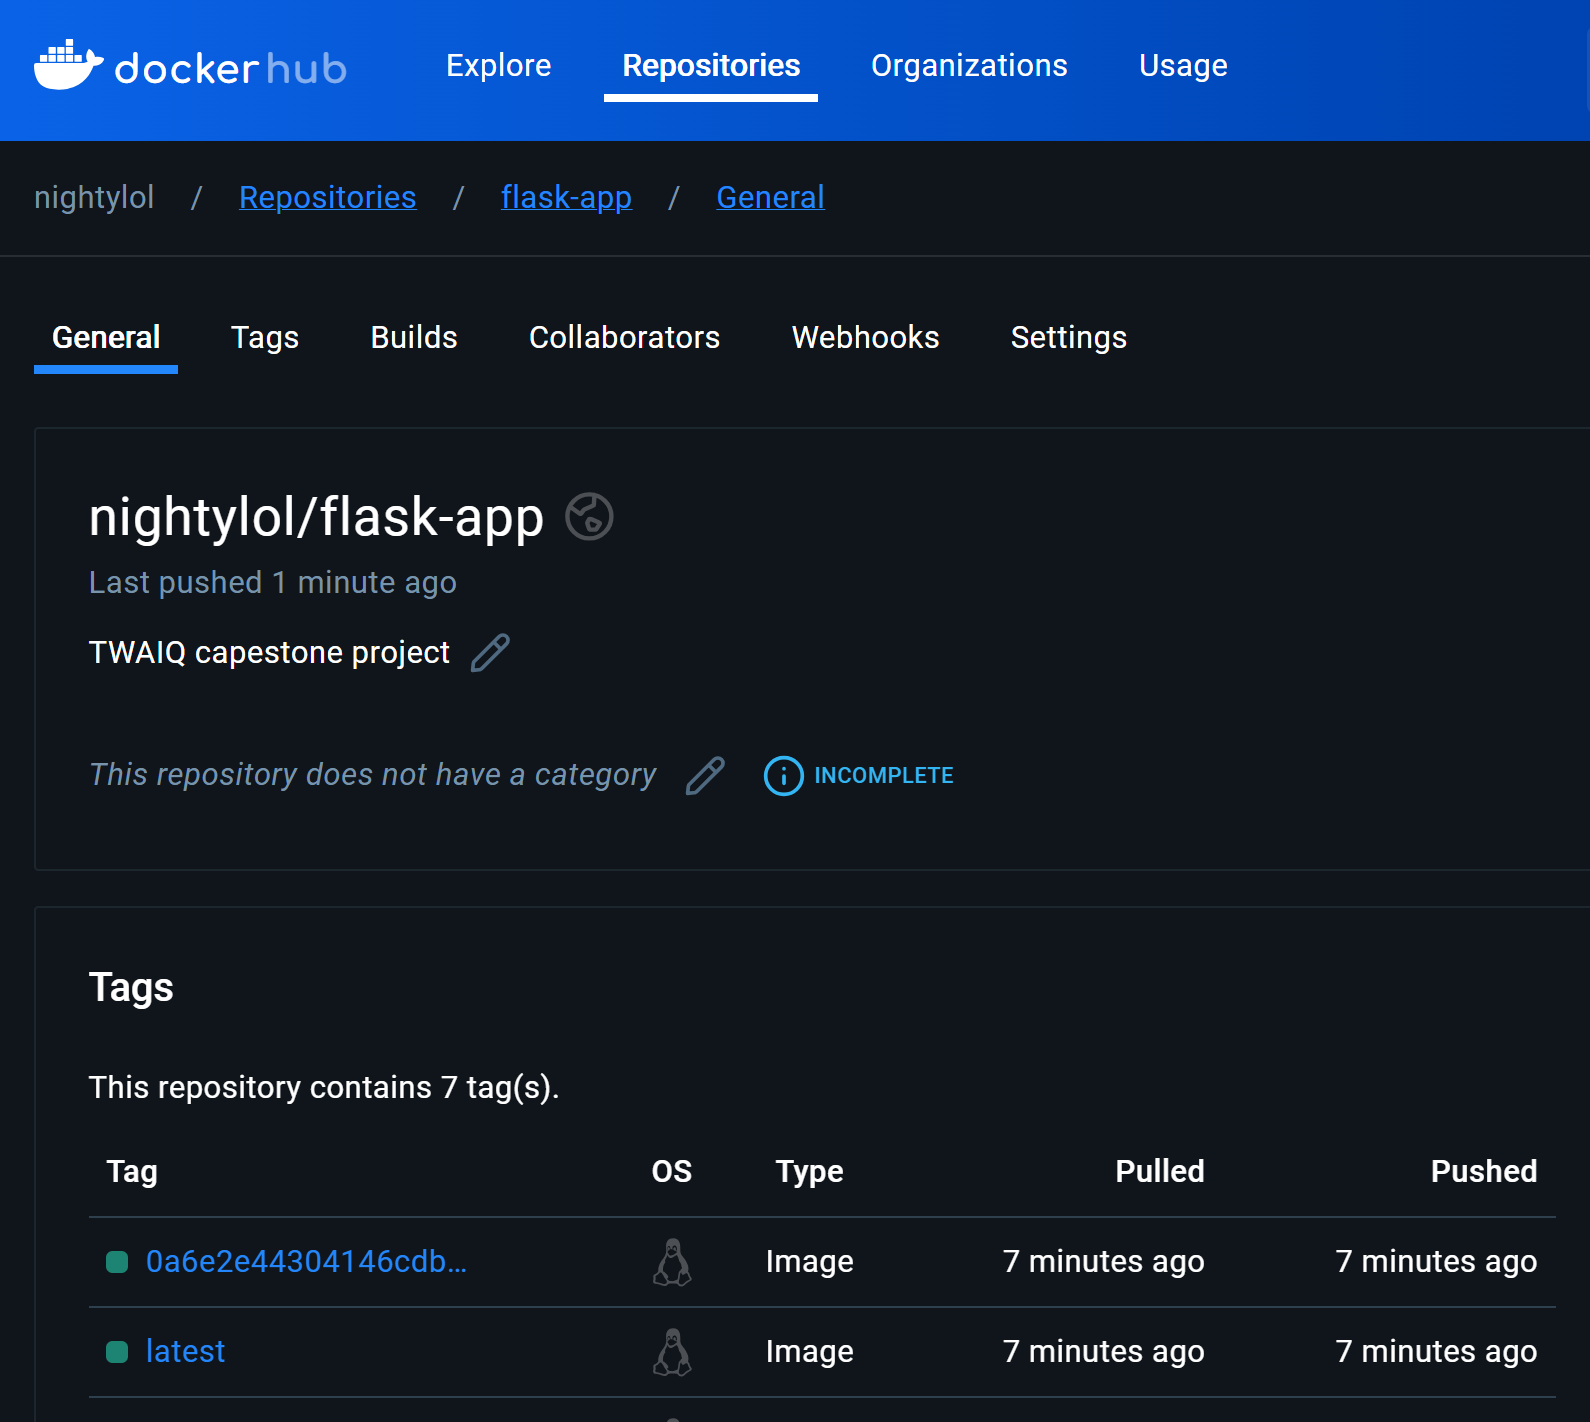 docker hub Explore Repositories Organizations Usage
nightylol / Repositories / flask-app / General
General Tags Builds Collaborators Webhooks Settings
nightylol/flask-app
Last pushed 1 minute ago
TWAIQ capestone project
This repository does not have a category INCOMPLETE
Tags
This repository contains 7 tag(s).
Tag OS Type Pulled Pushed
0a6e2e44304146cdb... Image 7 minutes ago 7 minutes ago
latest Image 7 minutes ago 7 minutes ago